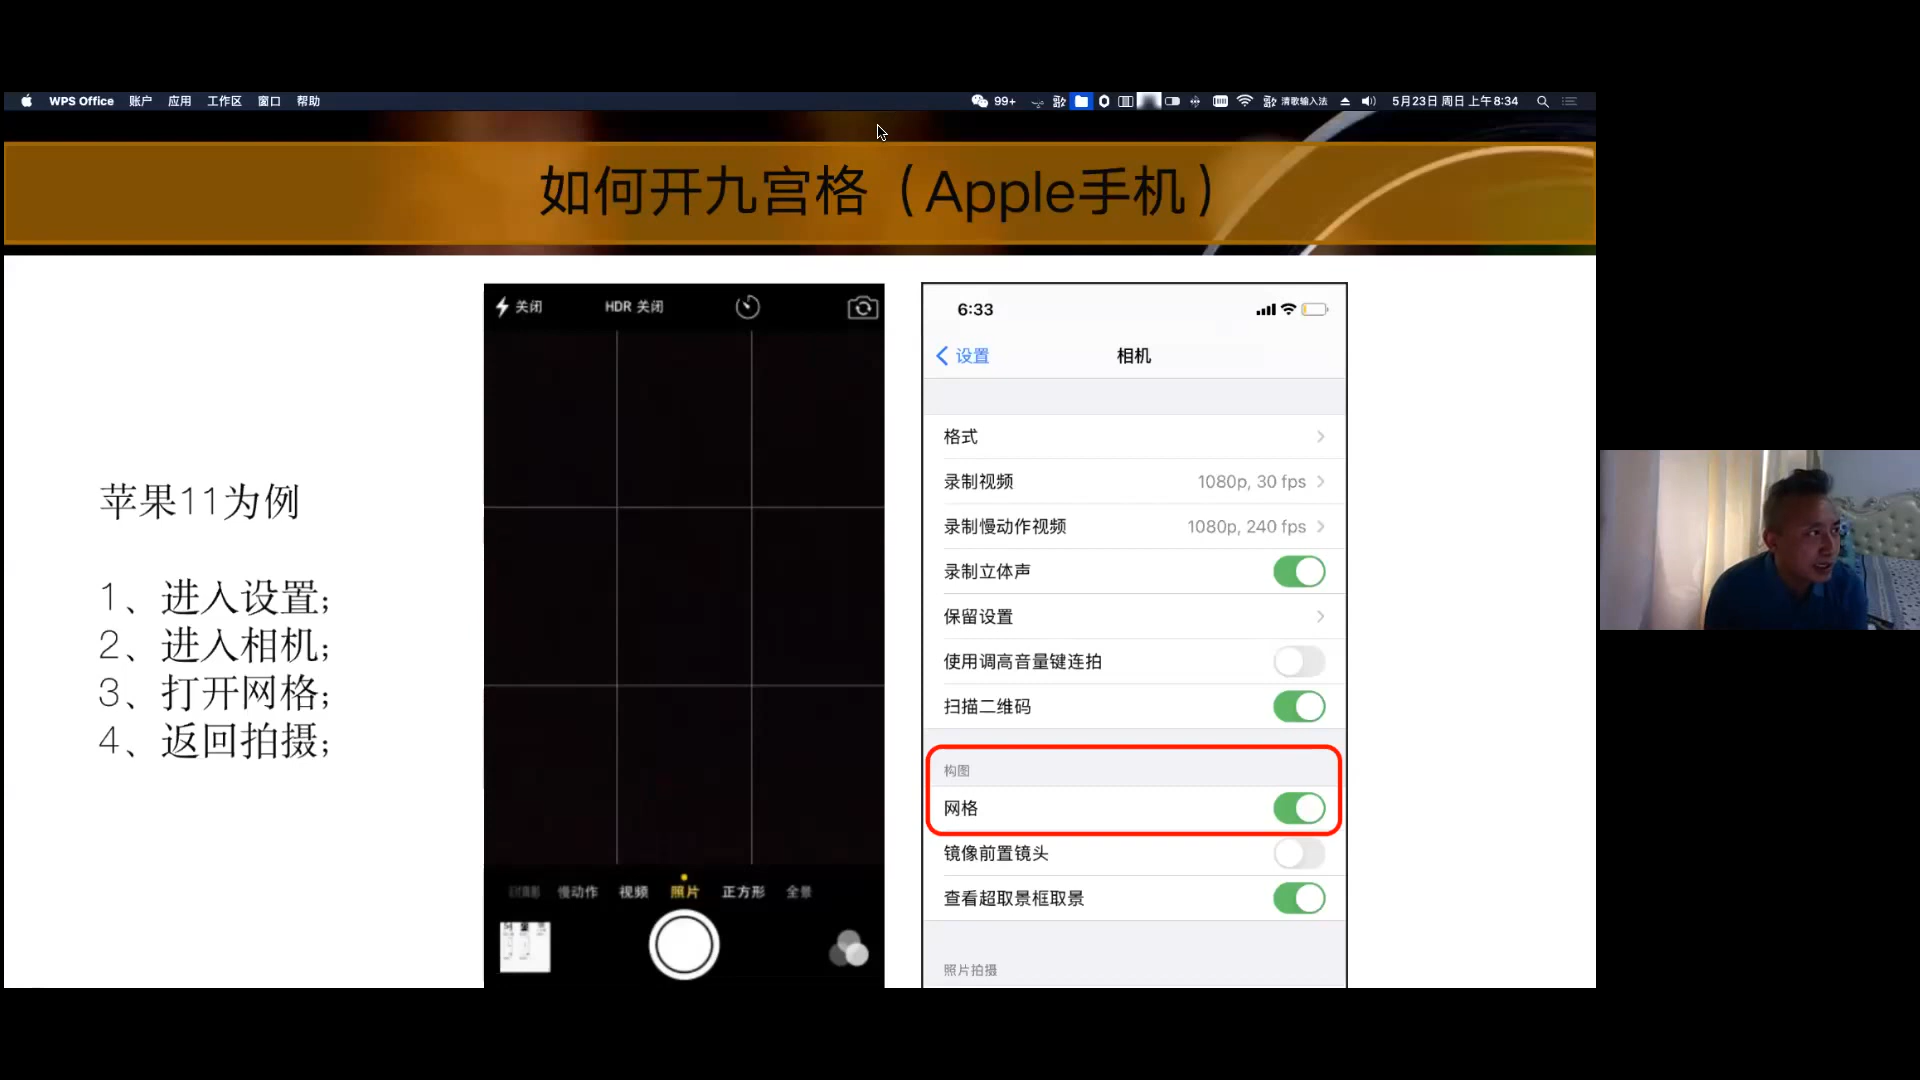 WPS Office 账户 应用 工作区 窗口 帮助
99+ 清歌输入法 5月23日 周日 上午8:34
如何开九宫格（Apple手机）
苹果11为例
1、进入设置；
2、进入相机；
3、打开网格；
4、返回拍摄；
关闭 HDR 关闭
慢动作 视频 照片 正方形 全景
6:33
设置 相机
格式
录制视频 1080p, 30 fps
录制慢动作视频 1080p, 240 fps
录制立体声
保留设置
使用调高音量键连拍
扫描二维码
构图
网格
镜像前置镜头
查看超取景框取景
照片拍摄